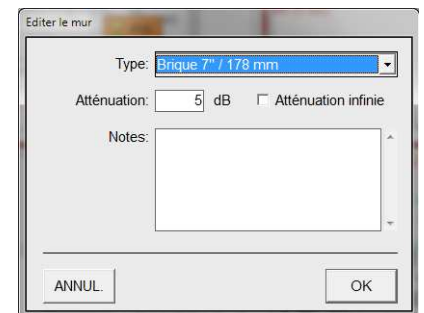 Editer le mur
Type: Brique 7" / 178 mm
Atténuation: 5 dB Atténuation infinie
Notes:
ANNUL. OK